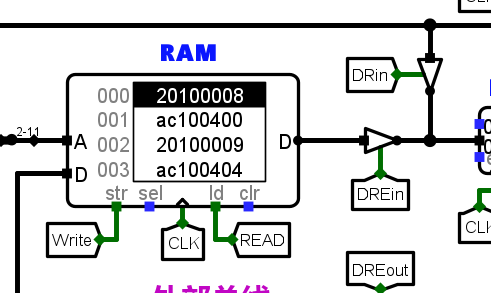 RAM
DRin
000 20100008
001 ac100400
2-11
A 002 20100009 D
D 003 ac100404
str sel ld clr
DREin
Write CLK READ
CLK
DREout